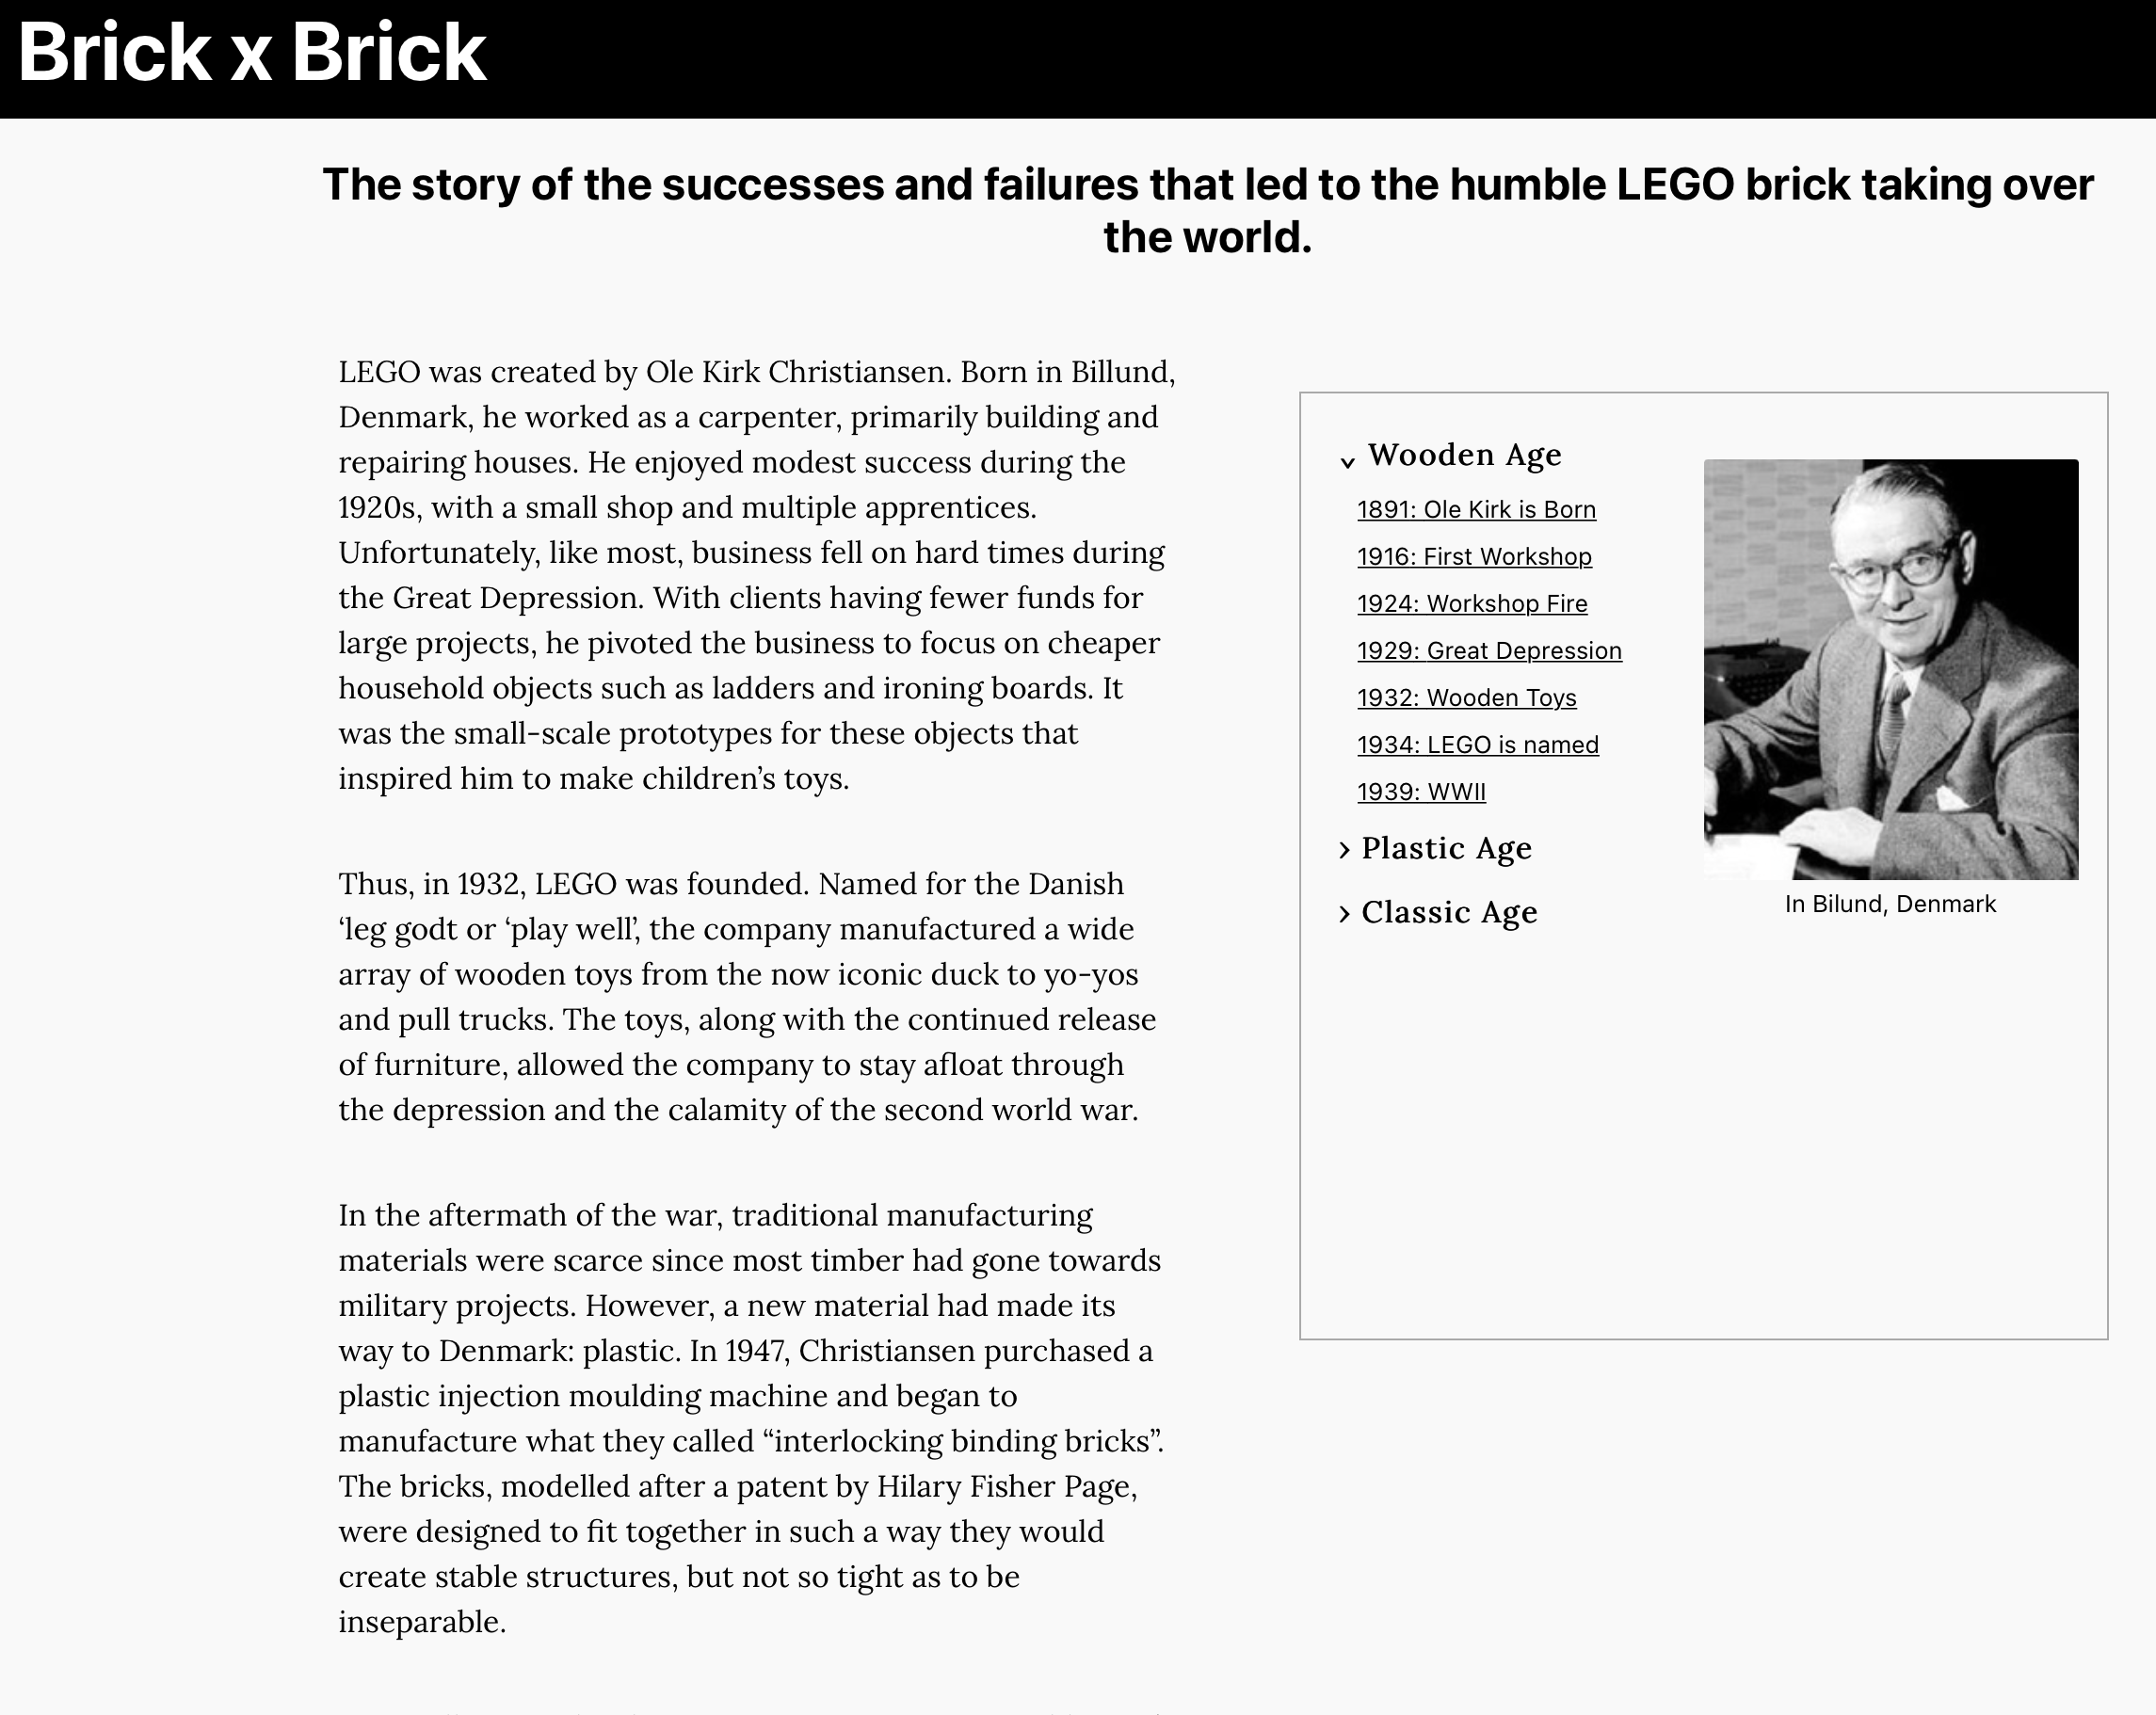 Brick x Brick
The story of the successes and failures that led to the humble LEGO brick taking over
the world.
LEGO was created by Ole Kirk Christiansen. Born in Billund,
Denmark, he worked as a carpenter, primarily building and
repairing houses. He enjoyed modest success during the
1920s, with a small shop and multiple apprentices.
Unfortunately, like most, business fell on hard times during
the Great Depression. With clients having fewer funds for
large projects, he pivoted the business to focus on cheaper
household objects such as ladders and ironing boards. It
was the small-scale prototypes for these objects that
inspired him to make children’s toys.
Thus, in 1932, LEGO was founded. Named for the Danish
‘leg godt or ‘play well’, the company manufactured a wide
array of wooden toys from the now iconic duck to yo-yos
and pull trucks. The toys, along with the continued release
of furniture, allowed the company to stay afloat through
the depression and the calamity of the second world war.
In the aftermath of the war, traditional manufacturing
materials were scarce since most timber had gone towards
military projects. However, a new material had made its
way to Denmark: plastic. In 1947, Christiansen purchased a
plastic injection moulding machine and began to
manufacture what they called “interlocking binding bricks”.
The bricks, modelled after a patent by Hilary Fisher Page,
were designed to fit together in such a way they would
create stable structures, but not so tight as to be
inseparable.
Wooden Age
1891: Ole Kirk is Born
1916: First Workshop
1924: Workshop Fire
1929: Great Depression
1932: Wooden Toys
1934: LEGO is named
1939: WWII
Plastic Age
Classic Age
In Bilund, Denmark